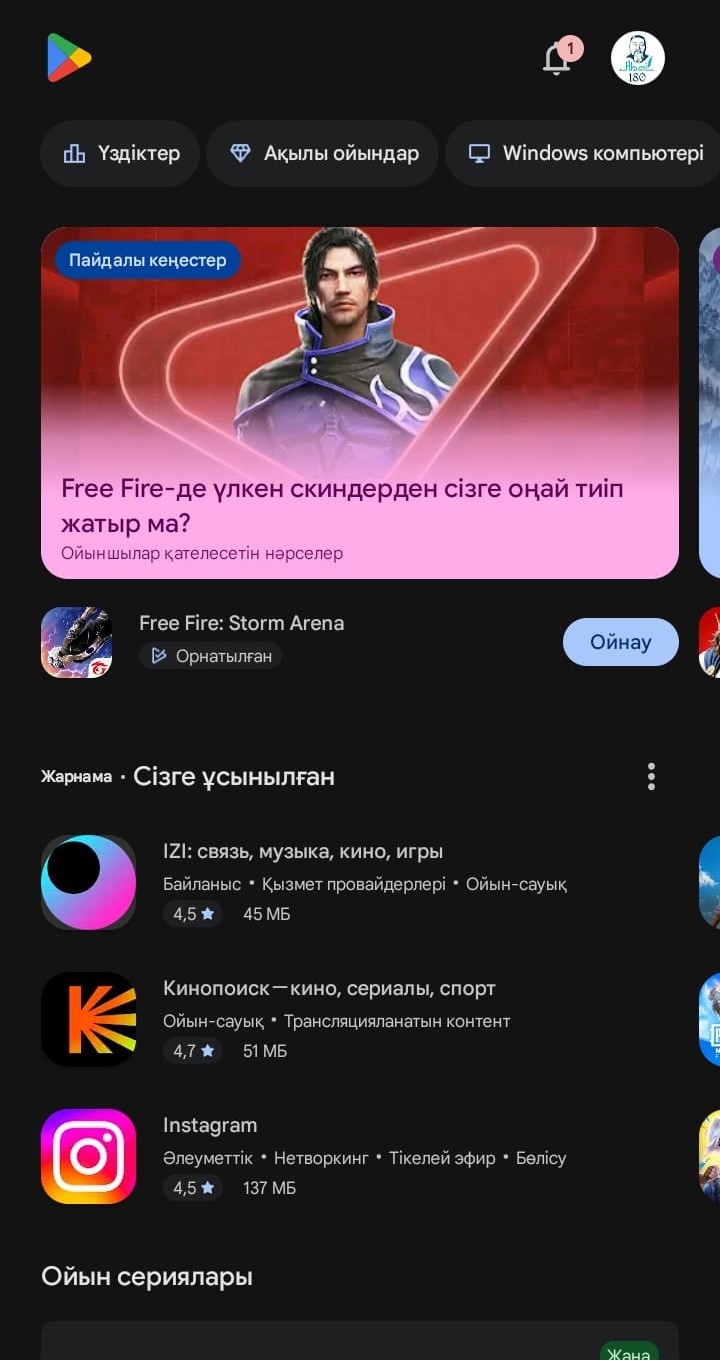 1
Abai
180
Үздіктер
Ақылы ойындар
Windows компьютері
Пайдалы кеңестер
Free Fire-де үлкен скиндерден сізге оңай тиіп
жатыр ма?
Ойыншылар қателесетін нәрселер
Free Fire: Storm Arena
Орнатылған
Ойнау
Жарнама • Сізге ұсынылған
IZI: связь, музыка, кино, игры
Байланыс • Қызмет провайдерлері • Ойын-сауық
4,5 ★ 45 МБ
Кинопоиск—кино, сериалы, спорт
Ойын-сауық • Трансляцияланатын контент
4,7 ★ 51 МБ
Instagram
Әлеуметтік • Нетворкинг • Тікелей эфир • Бөлісу
4,5 ★ 137 МБ
Ойын сериялары
Жаңа